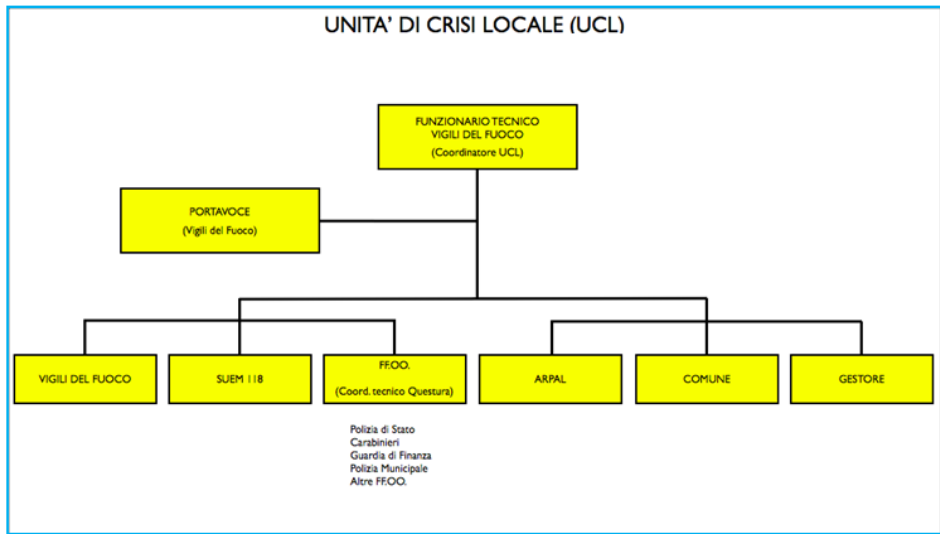 UNITA' DI CRISI LOCALE (UCL)
FUNZIONARIO TECNICO
VIGILI DEL FUOCO
(Coordinatore UCL)
PORTAVOCE
(Vigili del Fuoco)
VIGILI DEL FUOCO
SUEM 118
FF.OO.
(Coord. tecnico Questura)
ARPAL
COMUNE
GESTORE
Polizia di Stato
Carabinieri
Guardia di Finanza
Polizia Municipale
Altre FF.OO.